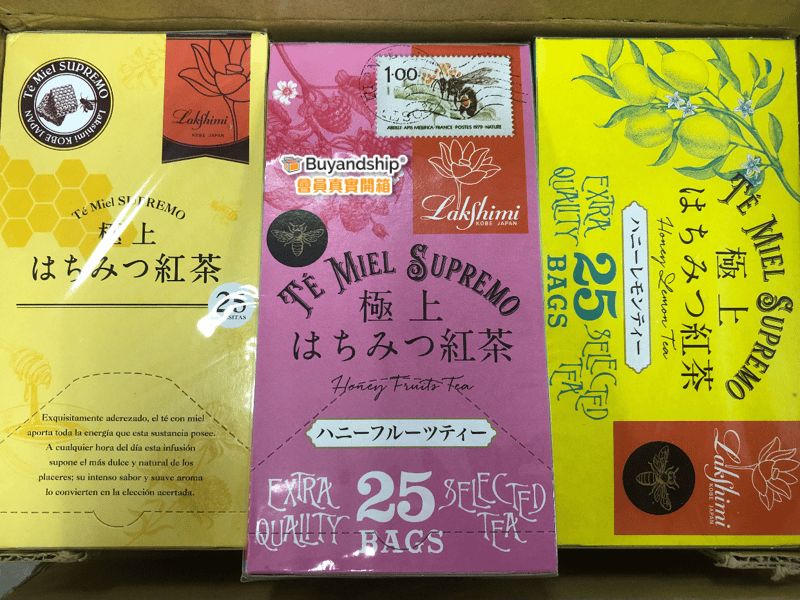 Té Miel SUPREMO
Lakshimi KOBE JAPAN
Lakshimi
KOBE JAPAN
Té Miel SUPREMO
極上
はちみつ紅茶
25
Exquisitamente aderezado, el té con miel
aporta toda la energía que esta sustancia posee.
A cualquier hora del día esta infusión
supone el más dulce y natural de los
placeres; su intenso sabor y suave aroma
lo convierten en la elección acertada.
1.00
ABEILLE·APIS MELLIFICA·FRANCE POSTES 1979·NATURE
Buyandship®
會員真實開箱
Lakshimi
KOBE JAPAN
TÉ MIEL SUPREMO
極上
はちみつ紅茶
Honey Fruits Tea
ハニーフルーツティー
EXTRA
QUALITY
25
BAGS
SELECTED
TEA
TÉ MIEL SUPREMO
極上
はちみつ紅茶
Honey Lemon Tea
ハニーレモンティー
EXTRA
QUALITY
25
BAGS
SELECTED
TEA
Lakshimi
KOBE JAPAN